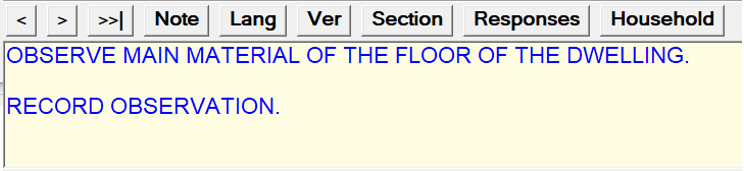 < > >>| Note Lang Ver Section Responses Household
OBSERVE MAIN MATERIAL OF THE FLOOR OF THE DWELLING.
RECORD OBSERVATION.